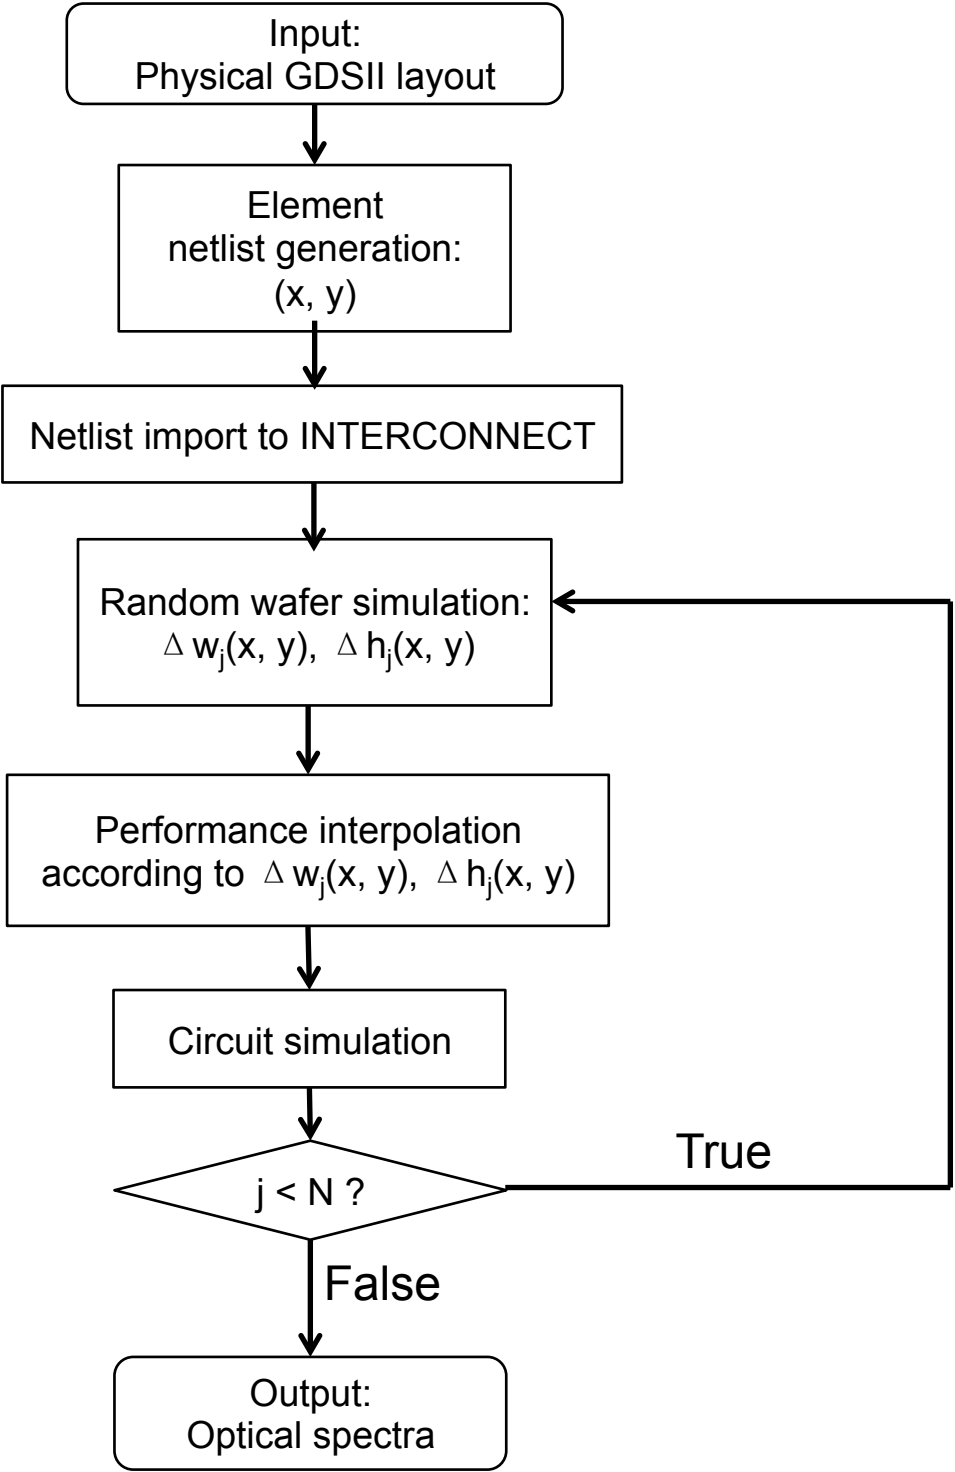 Input:
Physical GDSII layout
Element
netlist generation:
(x, y)
Netlist import to INTERCONNECT
Random wafer simulation:
Δ wj(x, y), Δ hj(x, y)
Performance interpolation
according to Δ wj(x, y), Δ hj(x, y)
Circuit simulation
j < N ?
True
False
Output:
Optical spectra